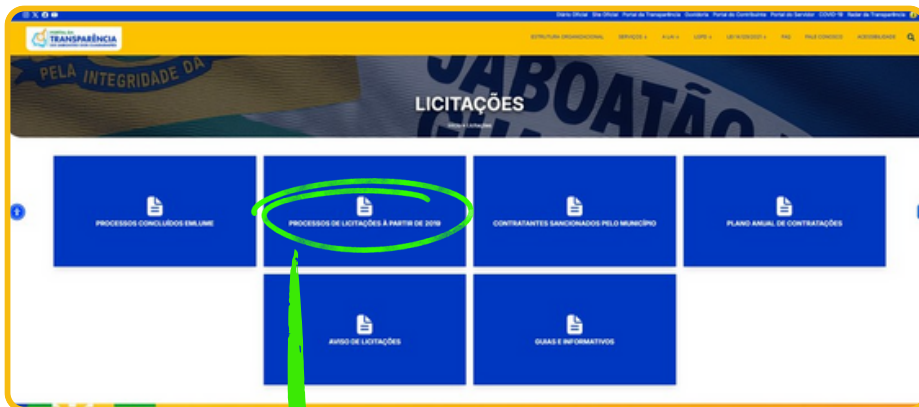 Diário Oficial Site Oficial Portal da Transparência Ouvidoria Portal do Contribuinte Portal do Servidor COVID-19 Radar da Transparência
PORTAL DA
TRANSPARÊNCIA
ESTRUTURA ORGANIZACIONAL SERVIÇOS A LAI LGPD LEI 14.129/2021 FAQ FALE CONOSCO ACESSIBILIDADE
PELA INTEGRIDADE DA
JABOATÃO
LICITAÇÕES
PROCESSOS CONCLUÍDOS EMLUME
PROCESSOS DE LICITAÇÕES À PARTIR DE 2019
CONTRATANTES SANCIONADOS PELO MUNICÍPIO
PLANO ANUAL DE CONTRATAÇÕES
AVISO DE LICITAÇÕES
GUIAS E INFORMATIVOS